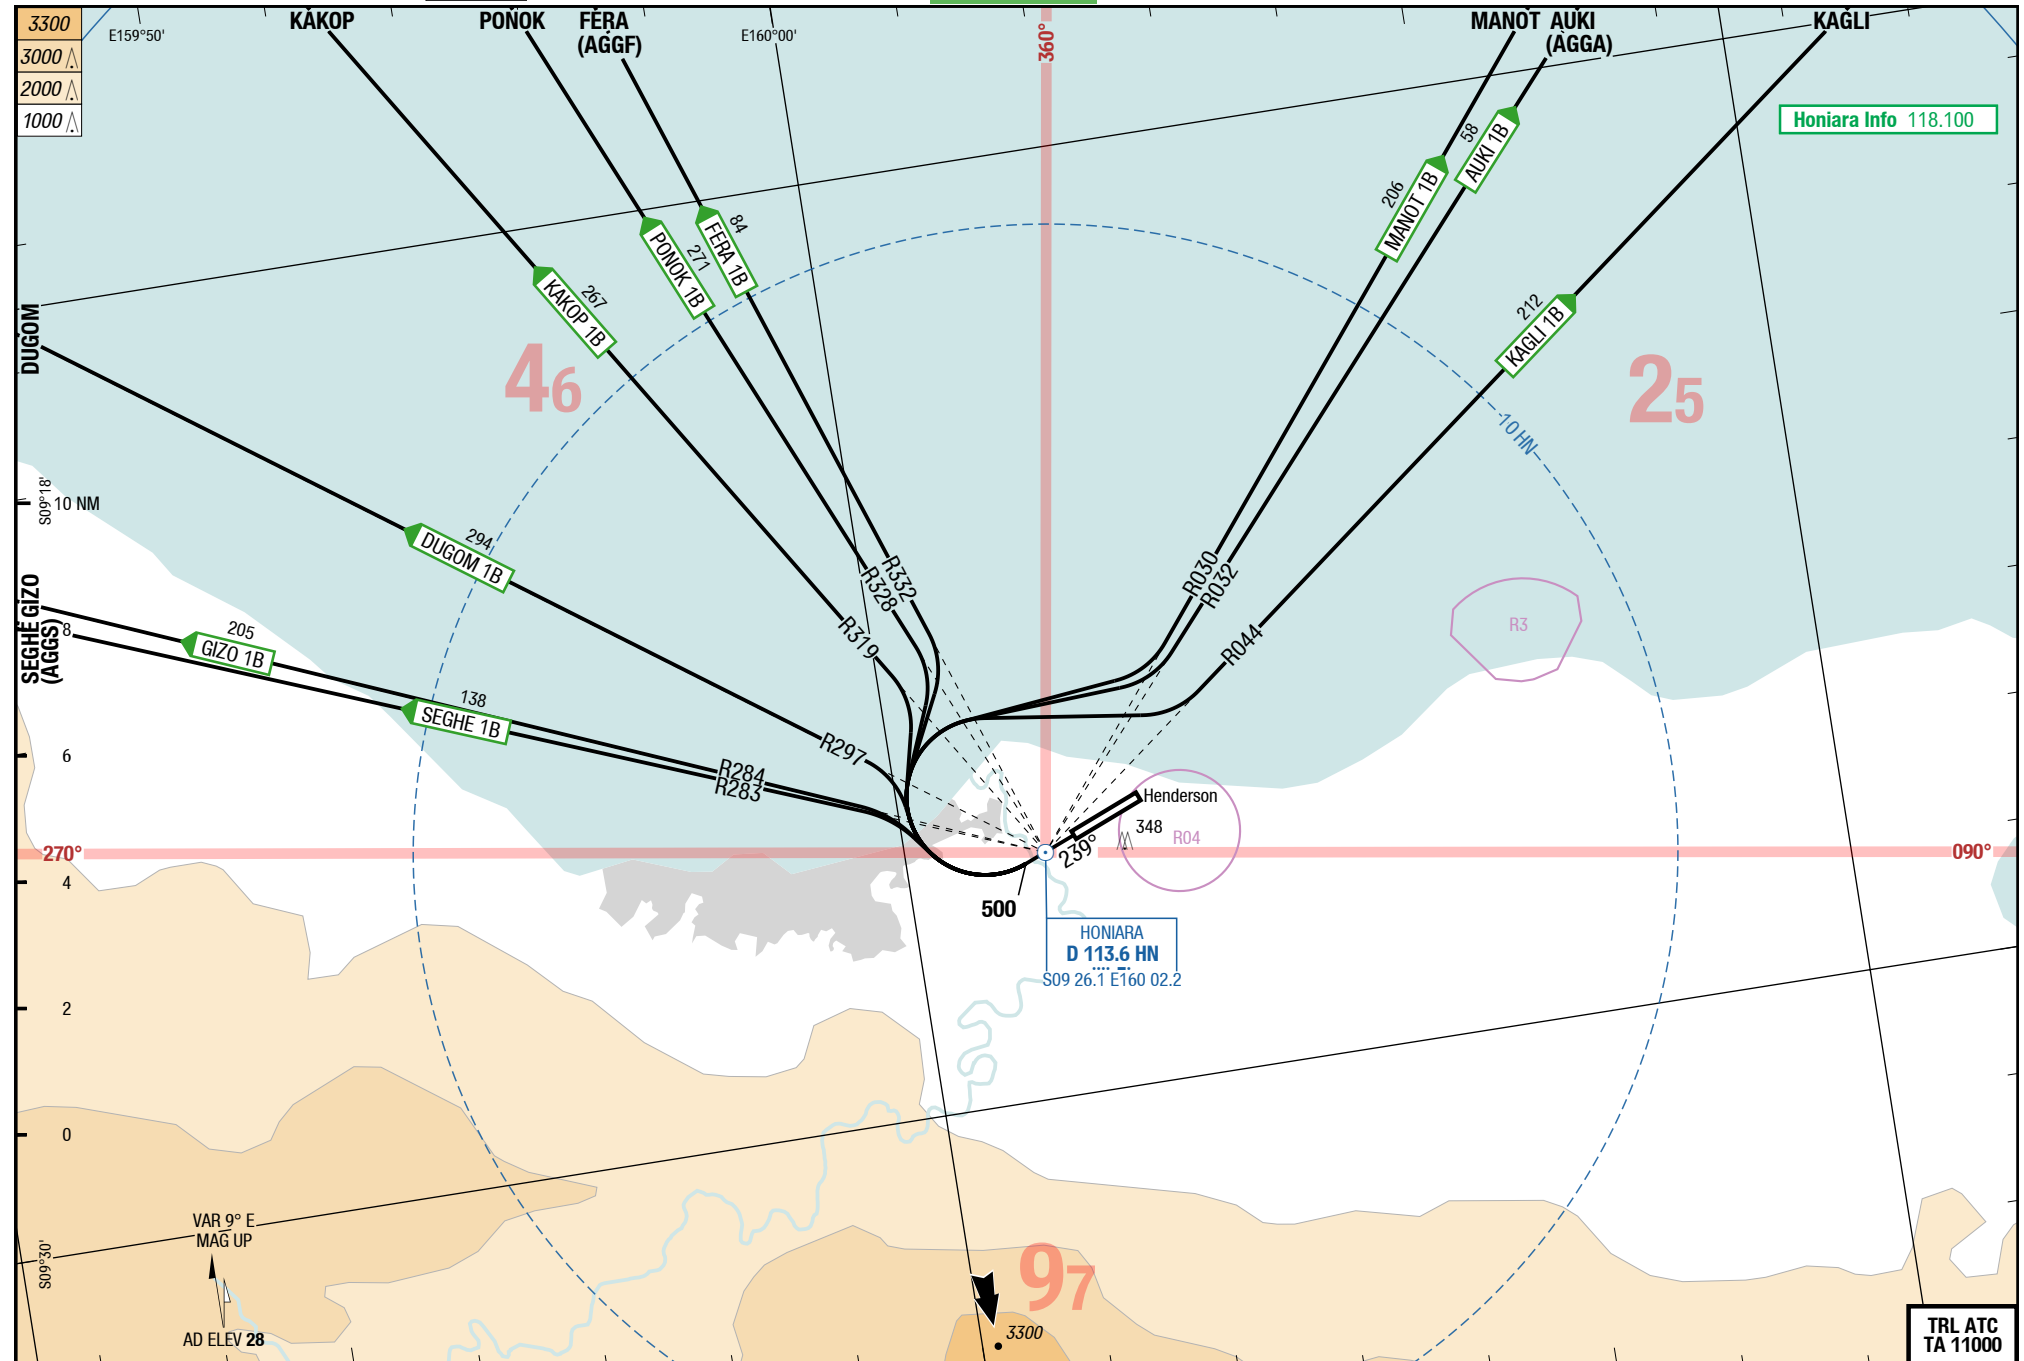 3300
3000
2000
1000
E159°50'
KAKOP
PONOK
FERA
(AGGF)
E160°00'
360°
MANOT
AUKI
(AGGA)
KAGLI
Honiara Info 118.100
58
AUKI 1B
206
MANOT 1B
84
FERA 1B
271
PONOK 1B
267
KAKOP 1B
212
KAGLI 1B
DUGOM
46
25
10 HN
S09°18'
10 NM
294
DUGOM 1B
R332
R328
R319
R030
R032
R044
R3
SEGHE
(AGGS)
GIZO
8
205
GIZO 1B
138
SEGHE 1B
R297
R284
R283
6
Henderson
348
R04
239°
270°
090°
4
500
HONIARA
D 113.6 HN
S09 26.1 E160 02.2
2
0
VAR 9° E
MAG UP
S09°30'
AD ELEV 28
97
3300
TRL ATC
TA 11000